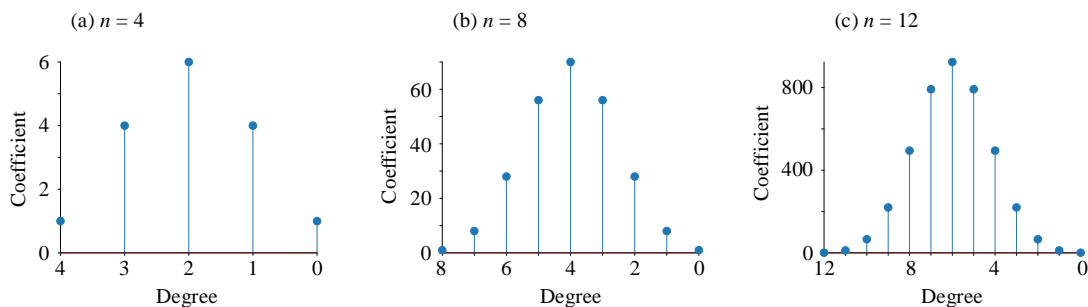 (a) n = 4
6
4
2
0
Coefficient
4 3 2 1 0
Degree
(b) n = 8
60
40
20
0
Coefficient
8 6 4 2 0
Degree
(c) n = 12
800
400
0
Coefficient
12 8 4 0
Degree